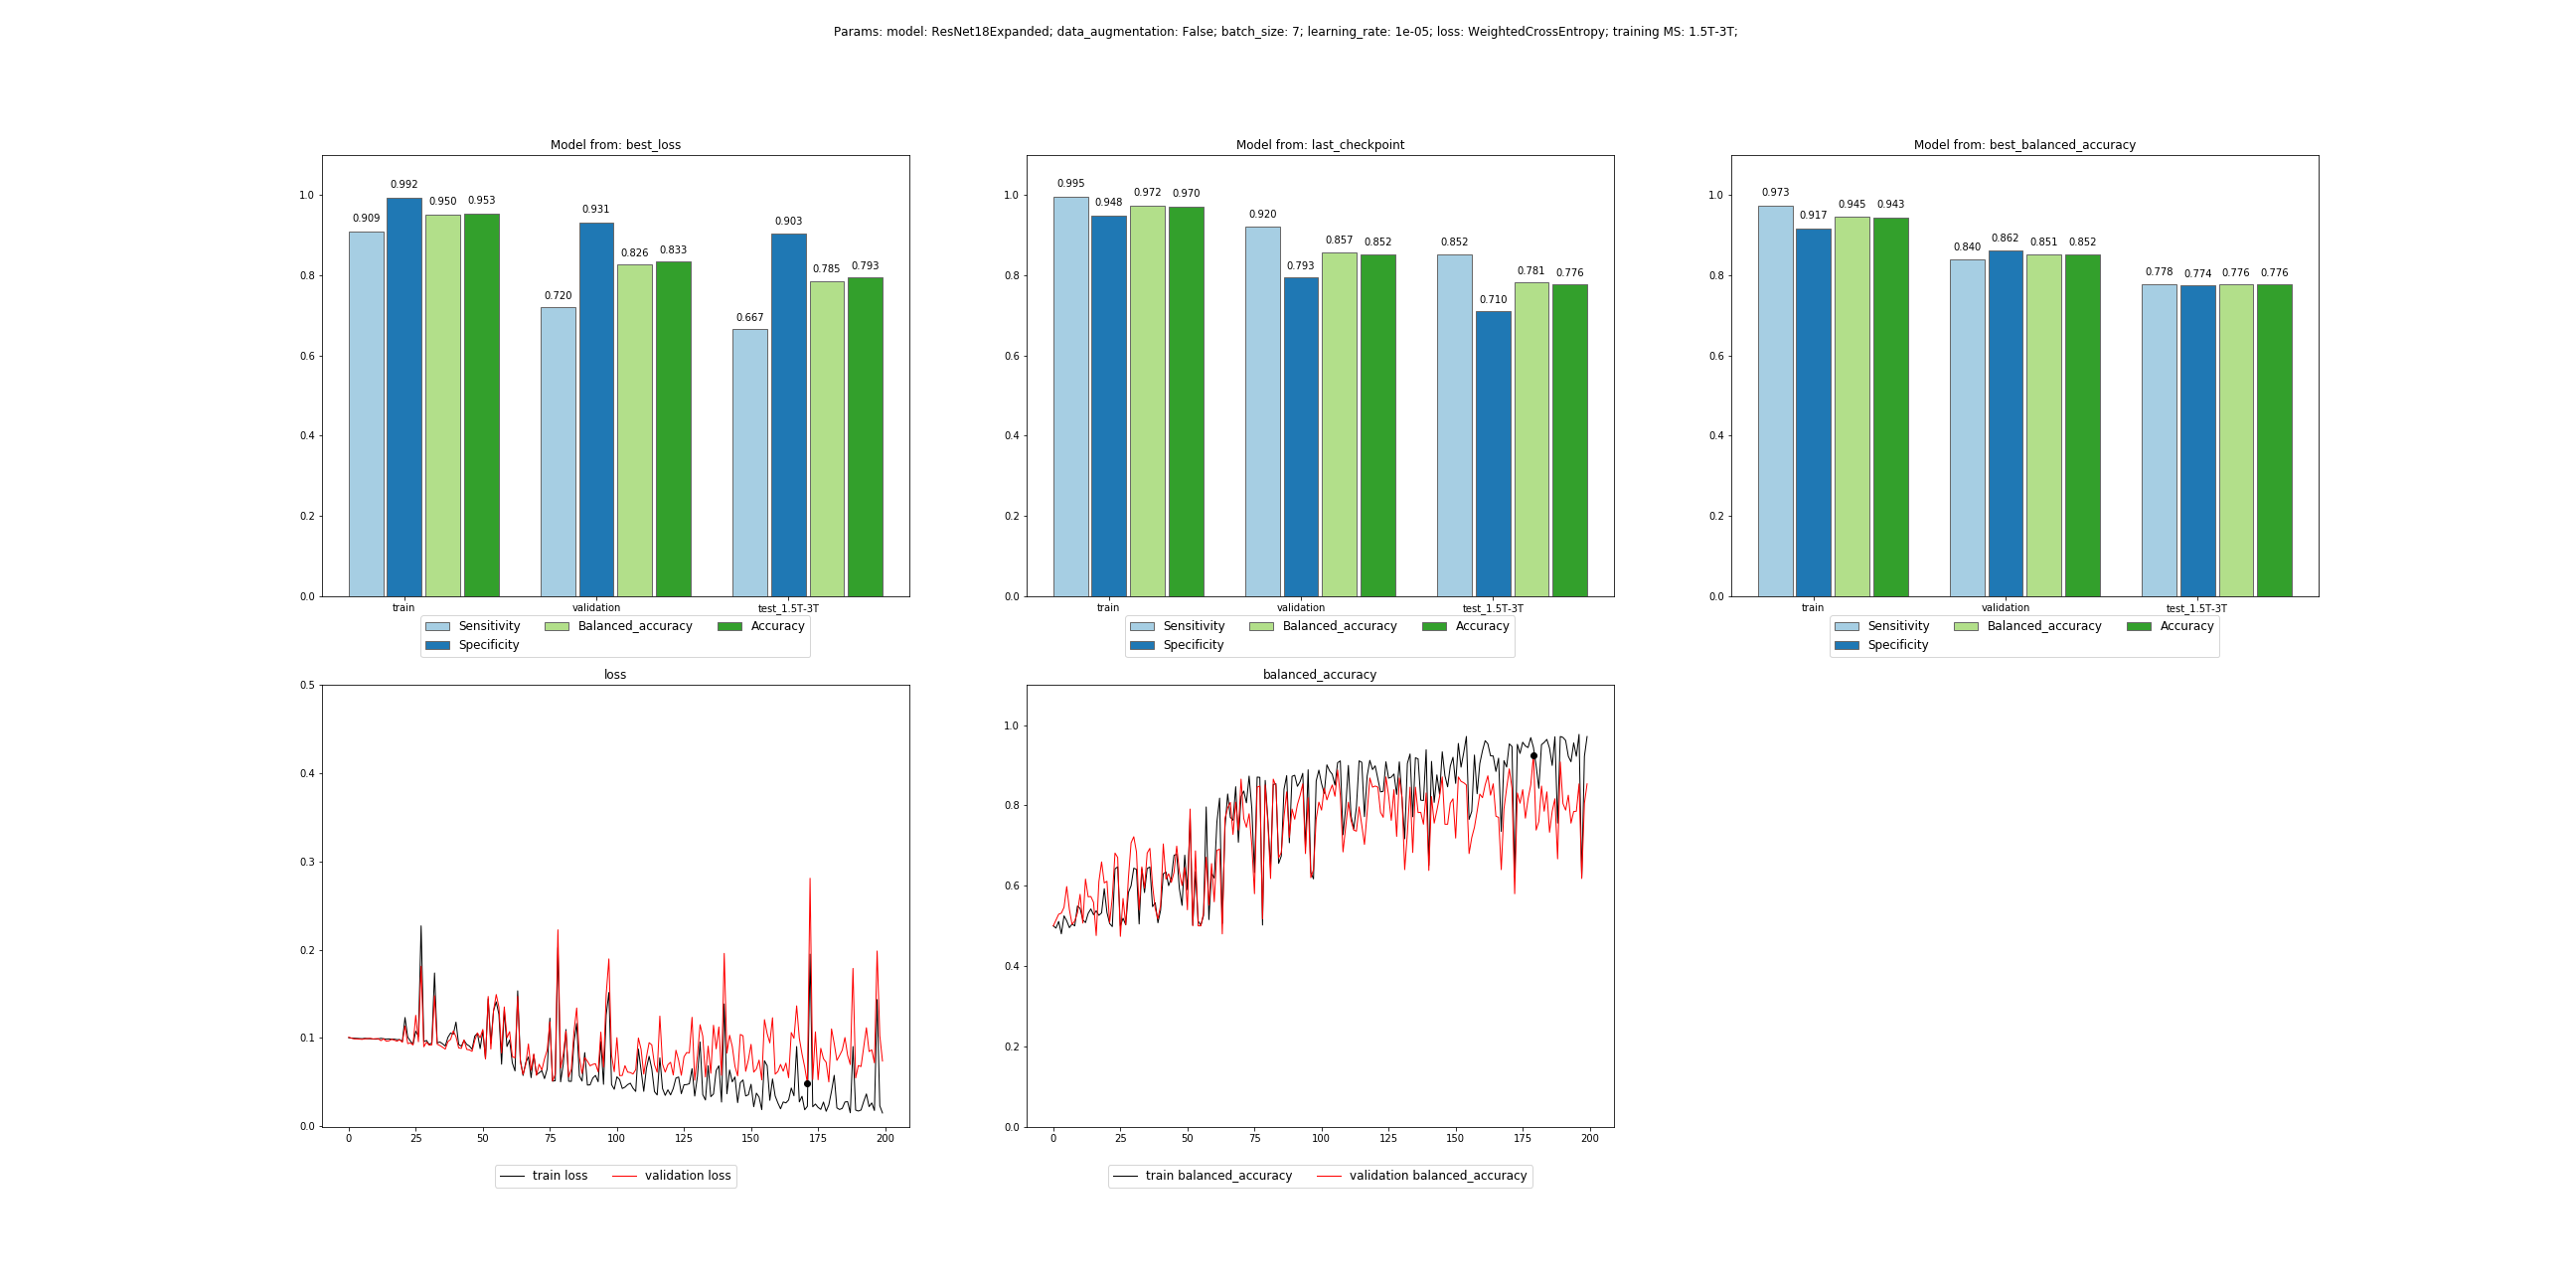 Params: model: ResNet18Expanded; data_augmentation: False; batch_size: 7; learning_rate: 1e-05; loss: WeightedCrossEntropy; training MS: 1.5T-3T;
Model from: best_loss
1.0
0.8
0.6
0.4
0.2
0.0
0.909
0.992
0.950
0.953
0.720
0.931
0.826
0.833
0.667
0.903
0.785
0.793
train
validation
test_1.5T-3T
Sensitivity
Balanced_accuracy
Accuracy
Specificity
Model from: last_checkpoint
1.0
0.8
0.6
0.4
0.2
0.0
0.995
0.948
0.972
0.970
0.920
0.793
0.857
0.852
0.852
0.710
0.781
0.776
train
validation
test_1.5T-3T
Sensitivity
Balanced_accuracy
Accuracy
Specificity
Model from: best_balanced_accuracy
1.0
0.8
0.6
0.4
0.2
0.0
0.973
0.917
0.945
0.943
0.840
0.862
0.851
0.852
0.778
0.774
0.776
0.776
train
validation
test_1.5T-3T
Sensitivity
Balanced_accuracy
Accuracy
Specificity
loss
0.5
0.4
0.3
0.2
0.1
0.0
0
25
50
75
100
125
150
175
200
train loss
validation loss
balanced_accuracy
1.0
0.8
0.6
0.4
0.2
0.0
0
25
50
75
100
125
150
175
200
train balanced_accuracy
validation balanced_accuracy